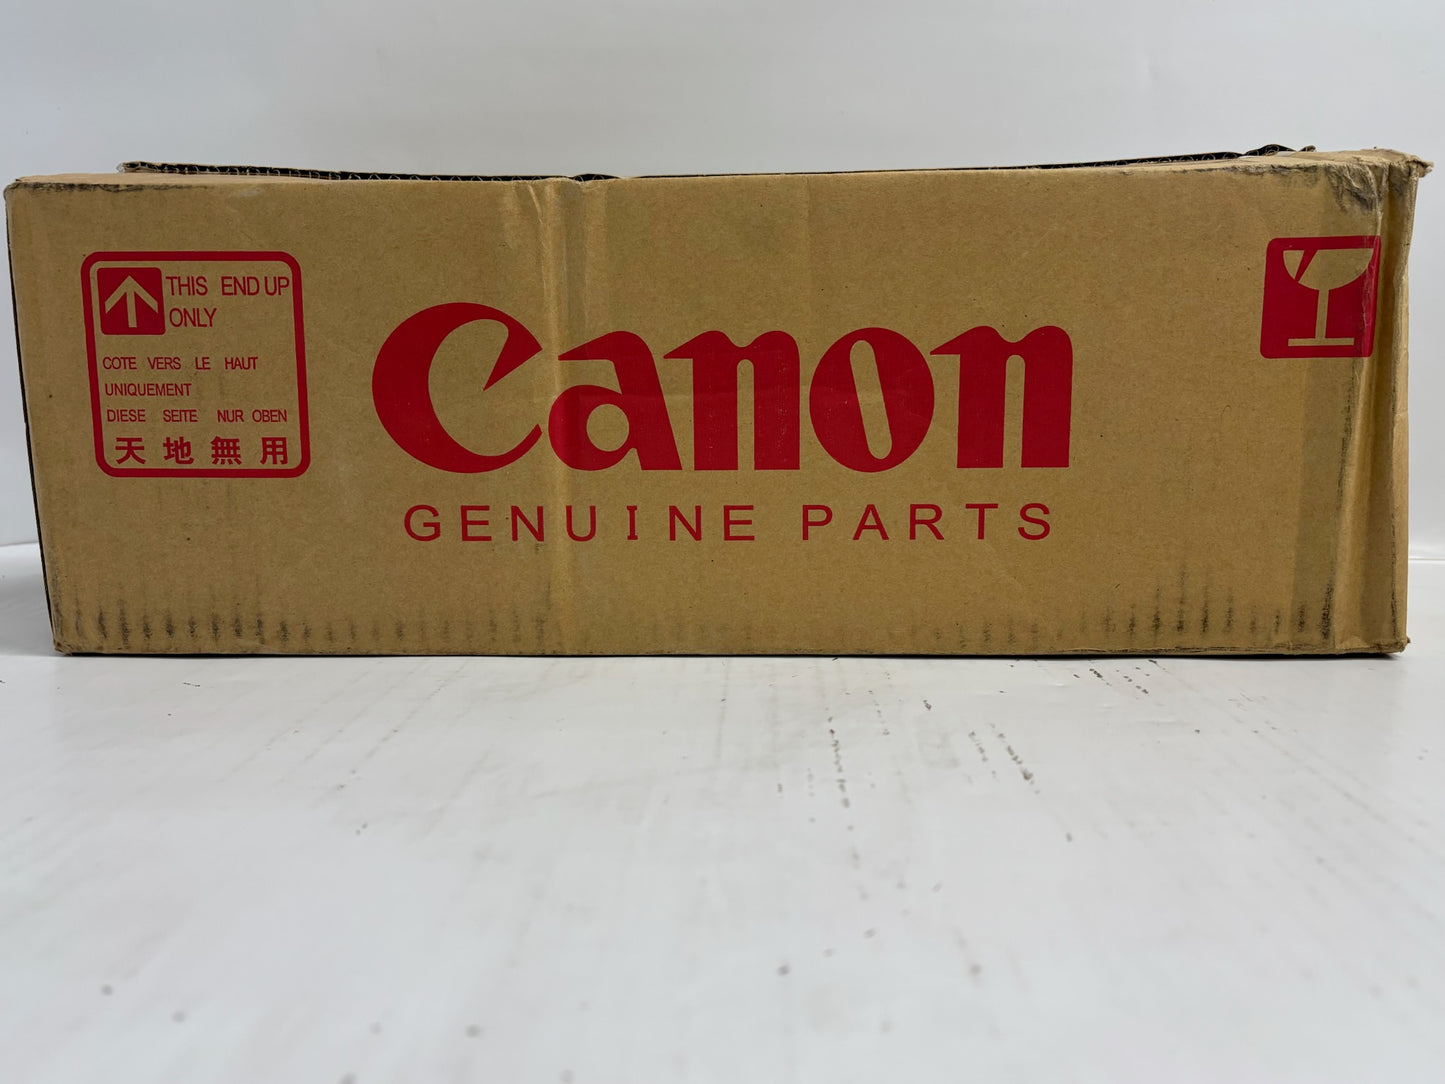 THIS END UP
ONLY
COTE VERS LE HAUT
UNIQUEMENT
DIESE SEITE NUR OBEN
天地無用
Canon
GENUINE PARTS